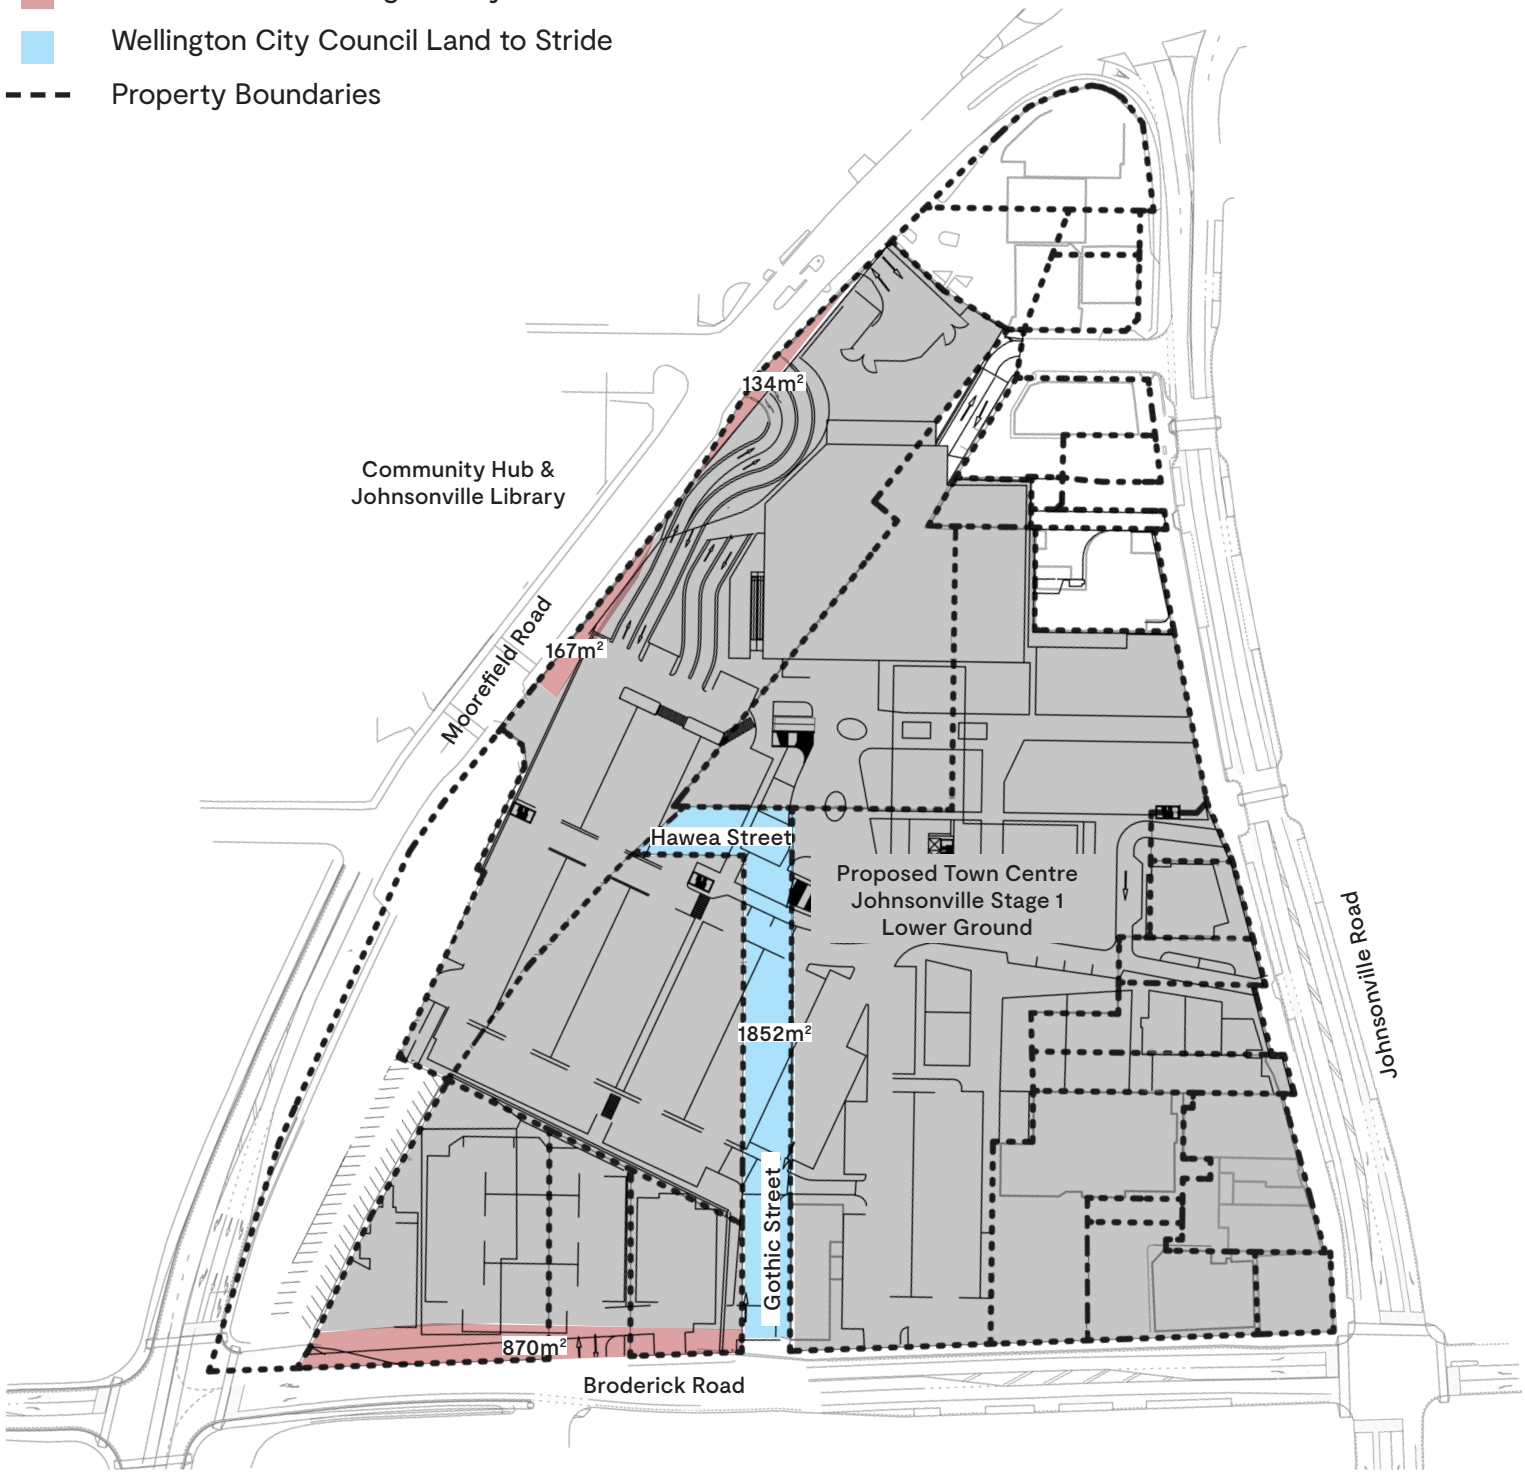 Wellington City Council Land to Stride
Property Boundaries
134m²
Community Hub &
Johnsonville Library
Moorefield Road
167m²
Hawea Street
Proposed Town Centre
Johnsonville Stage 1
Lower Ground
Johnsonville Road
1852m²
Gothic Street
870m²
Broderick Road